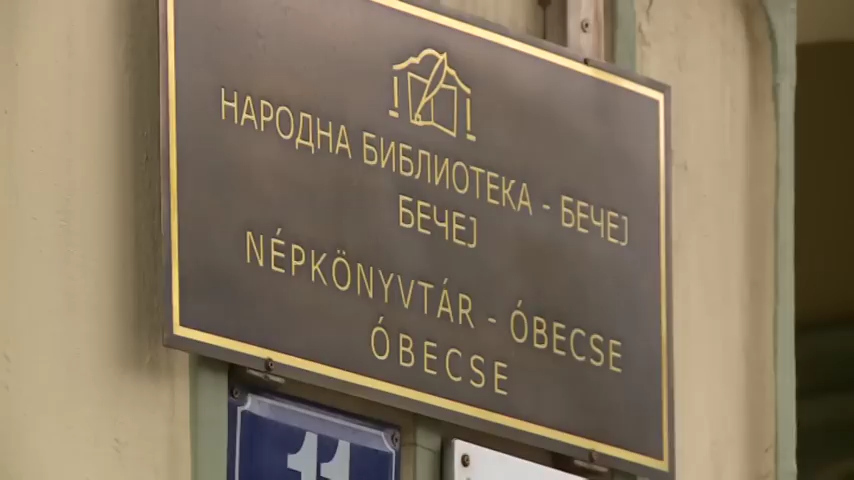 НАРОДНА БИБЛИОТЕКА - БЕЧЕЈ
БЕЧЕЈ
NÉPKÖNYVTÁR - ÓBECSE
ÓBECSE
11